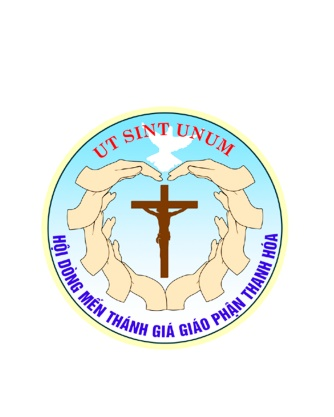 UT SINT UNUM
HỘI DÒNG MẾN THÁNH GIÁ GIÁO PHẬN THANH HÓA